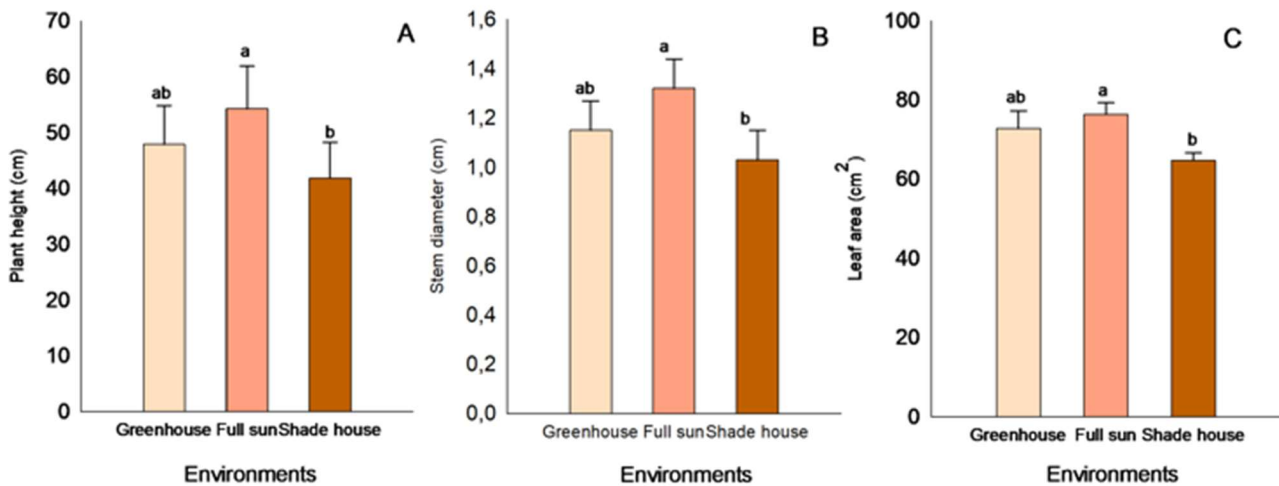 A
Plant height (cm)
70
60
50
40
30
20
10
0
ab
a
b
Greenhouse Full sun Shade house
Environments
B
Stem diameter (cm)
1,6
1,4
1,2
1,0
0,8
0,6
0,4
0,2
0,0
ab
a
b
Greenhouse Full sun Shade house
Environments
C
Leaf area (cm²)
100
80
60
40
20
0
ab
a
b
Greenhouse Full sun Shade house
Environments